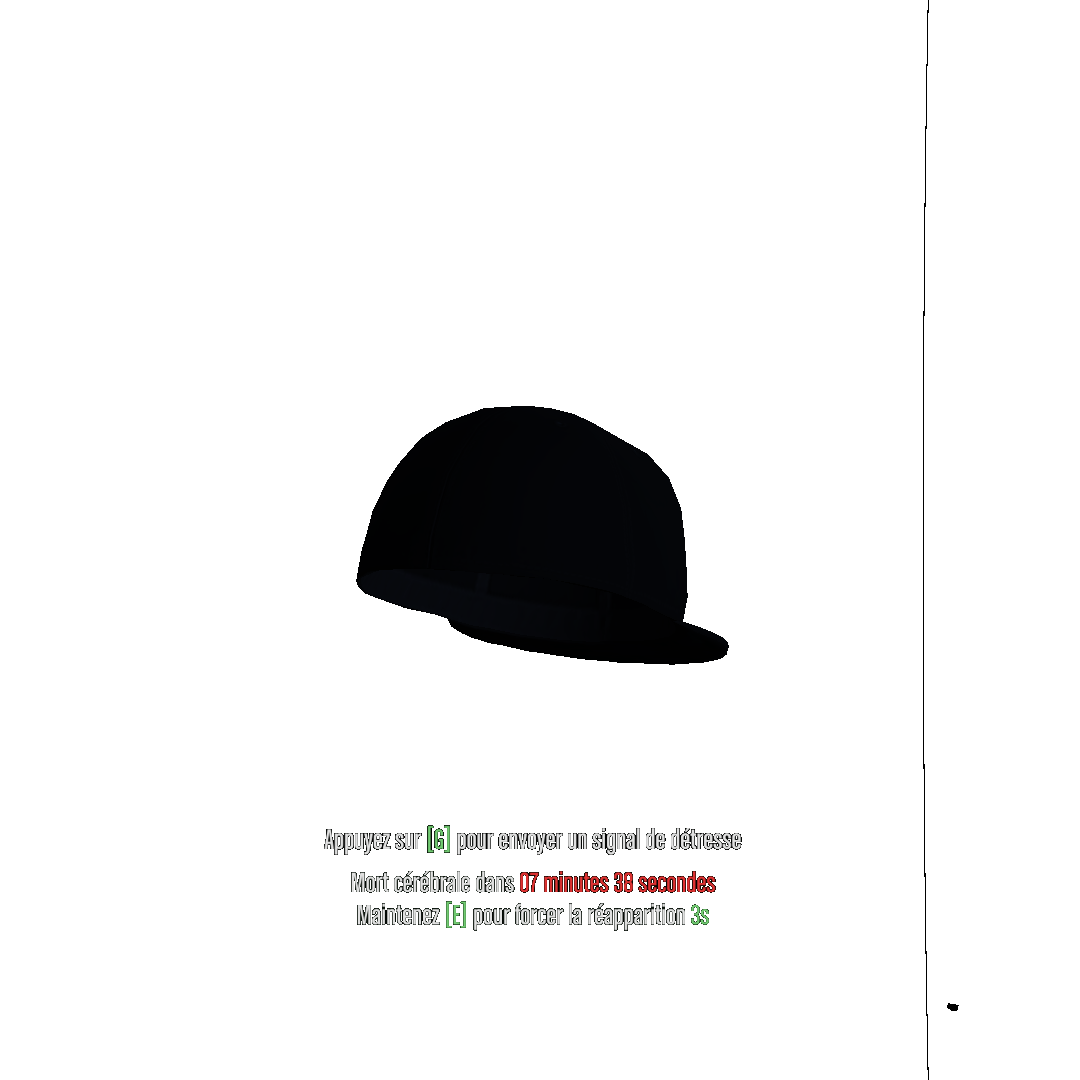 Appuyez sur [G] pour envoyer un signal de détresse
Mort cérébrale dans 07 minutes 38 secondes
Maintenez [E] pour forcer la réapparition 3s